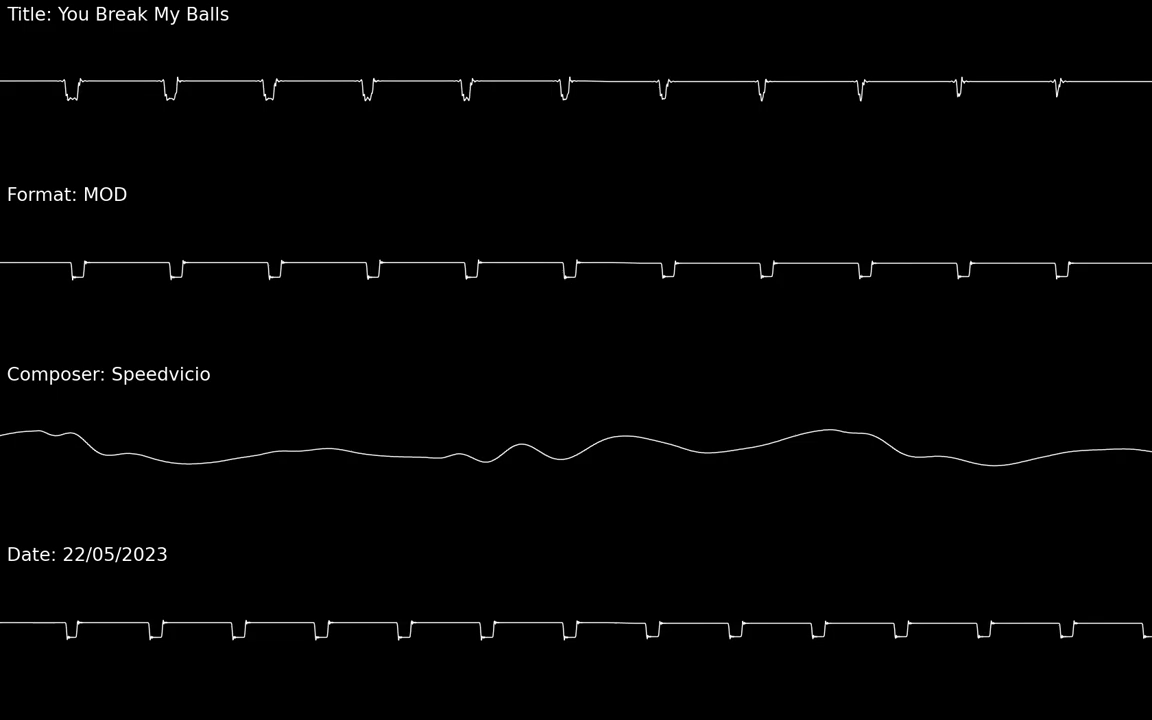 Title: You Break My Balls
Format: MOD
Composer: Speedvicio
Date: 22/05/2023